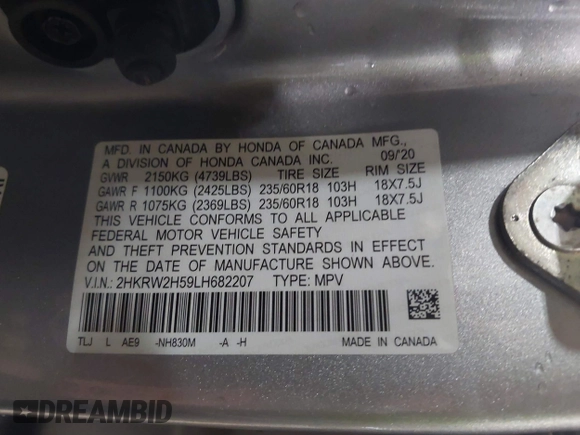 MFD. IN CANADA BY HONDA OF CANADA MFG.,
A DIVISION OF HONDA CANADA INC. 09/'20
GVWR 2150KG (4739LBS) TIRE SIZE RIM SIZE
GAWR F 1100KG (2425LBS) 235/60R18 103H 18X7.5J
GAWR R 1075KG (2369LBS) 235/60R18 103H 18X7.5J
THIS VEHICLE CONFORMS TO ALL APPLICABLE
FEDERAL MOTOR VEHICLE SAFETY
AND THEFT PREVENTION STANDARDS IN EFFECT
ON THE DATE OF MANUFACTURE SHOWN ABOVE.
V.I.N.: 2HKRW2H59LH682207 TYPE: MPV
TLJ L AE9 -NH830M -A -H MADE IN CANADA
DREAMBID